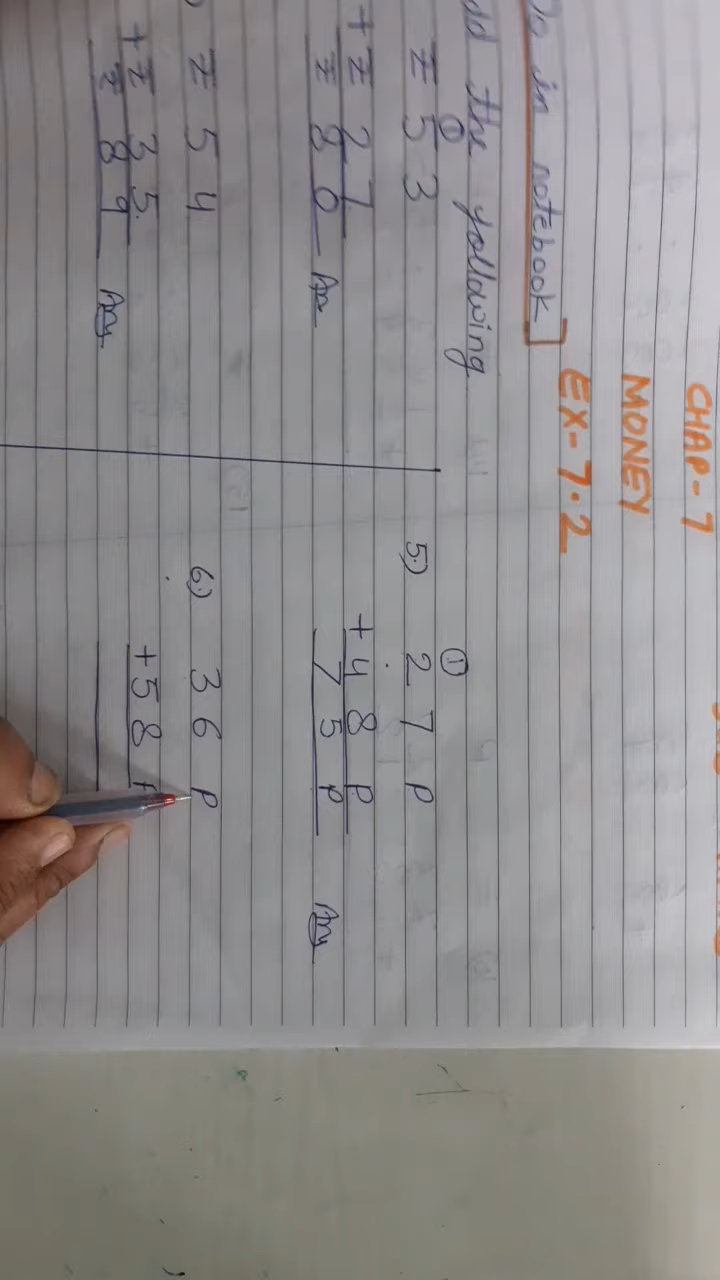 CHAP-7
MONEY
EX-7.2
Do in notebook]
Add the following
₹ 5 3
+ ₹ 2 7
₹ 8 0 Ans
₹ 5 4
+ ₹ 3 5
₹ 8 9 Ans
5.) 2 7 P
+ 4 8 P
7 5 P Ans
6.) 3 6 P
+ 5 8